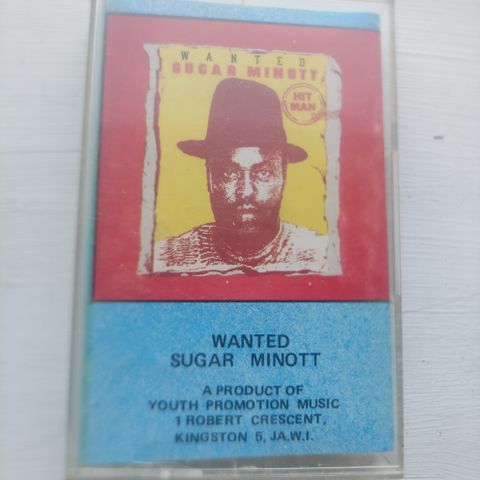 WANTED
SUGAR MINOTT
HIT
MAN
WANTED
SUGAR MINOTT
A PRODUCT OF
YOUTH PROMOTION MUSIC
1 ROBERT CRESCENT,
KINGSTON 5, JA.W.I.